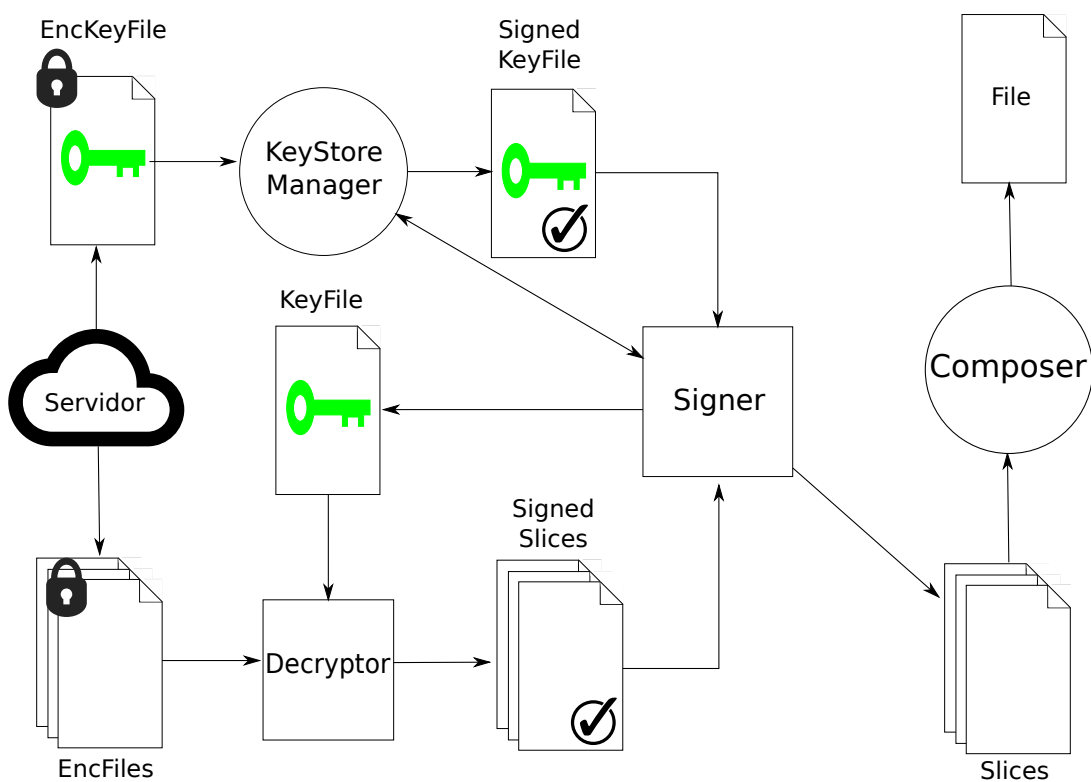 EncKeyFile
Signed
KeyFile
File
KeyStore
Manager
KeyFile
Servidor
Signer
Composer
Signed
Slices
Decryptor
EncFiles
Slices